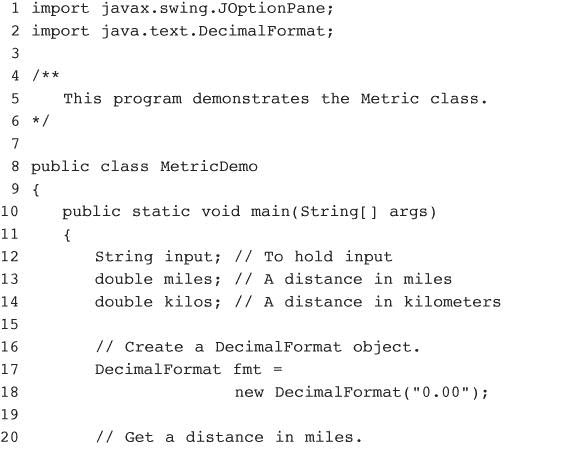 1 import javax.swing.JOptionPane;
2 import java.text.DecimalFormat;
3
4 /**
5    This program demonstrates the Metric class.
6 */
7
8 public class MetricDemo
9 {
10    public static void main(String[] args)
11    {
12       String input; // To hold input
13       double miles; // A distance in miles
14       double kilos; // A distance in kilometers
15
16       // Create a DecimalFormat object.
17       DecimalFormat fmt =
18                    new DecimalFormat("0.00");
19
20       // Get a distance in miles.